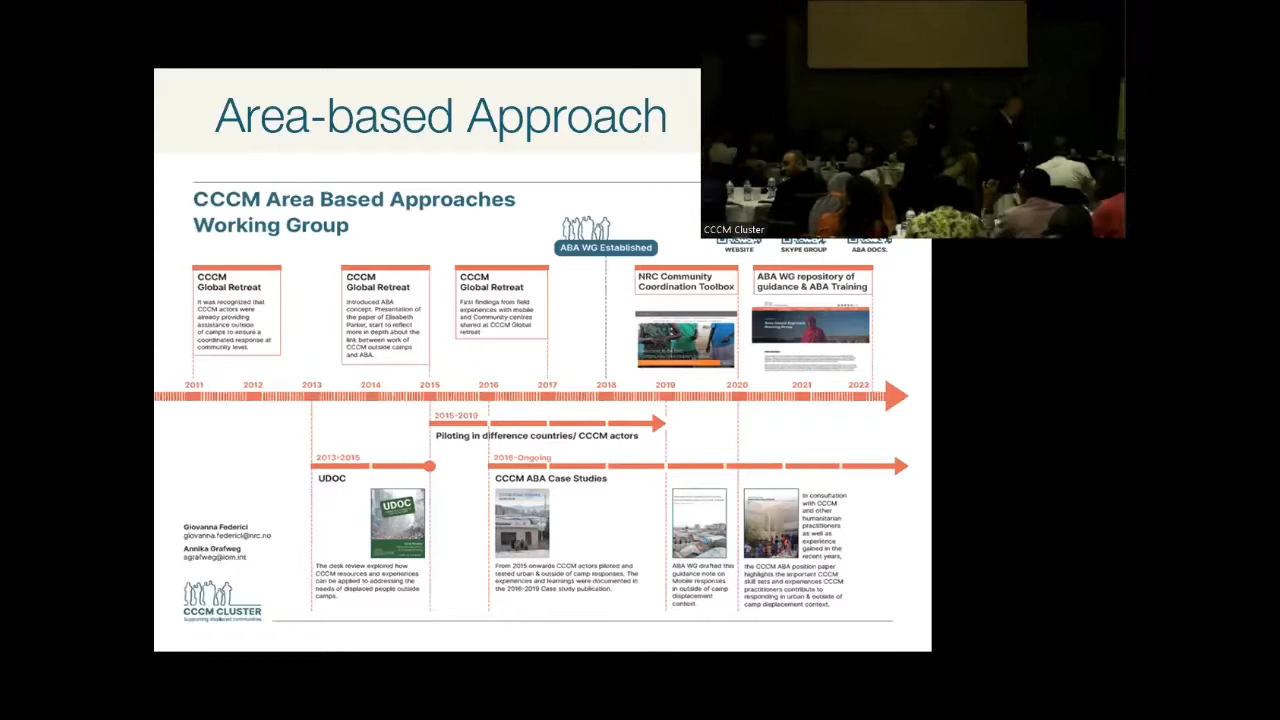 Area-based Approach
CCCM Area Based Approaches
Working Group
ABA WG Established
CCCM Cluster
WEBSITE
SKYPE GROUP
ABA DOCS.
CCCM
Global Retreat
It was recognized that
CCCM actors were
already providing
assistance outside
of camps to ensure a
coordinated response at
community level.
CCCM
Global Retreat
Introduced ABA
concept. Presentation of
the paper of Elisabeth
Parker, start to reflect
more in depth about the
link between work of
CCCM outside camps
and ABA.
CCCM
Global Retreat
First findings from field
experiences with mobile
and Community centres
shared at CCCM Global
retreat
NRC Community
Coordination Toolbox
ABA WG repository of
guidance & ABA Training
2011 2012 2013 2014 2015 2016 2017 2018 2019 2020 2021 2022
2015-2019
Piloting in difference countries/ CCCM actors
2013-2015
UDOC
UDOC
The desk review explored how
CCCM resources and experiences
can be applied to addressing the
needs of displaced people outside
camps.
2016-Ongoing
CCCM ABA Case Studies
From 2015 onwards CCCM actors piloted and
tested urban & outside of camp responses. The
experiences and learnings were documented in
the 2016-2019 Case study publication.
ABA WG drafted this
guidance note on
Mobile responses
in outside of camp
displacement
context.
In consultation
with CCCM
and other
humanitarian
practitioners
as well as
experience
gained in the
recent years,
the CCCM ABA position paper
highlights the important CCCM
skill sets and experiences CCCM
practitioners contribute to
responding in urban & outside of
camp displacement context.
Giovanna Federici
giovanna.federici@nrc.no
Annika Grafweg
agrafweg@iom.int
CCCM CLUSTER
Supporting displaced communities